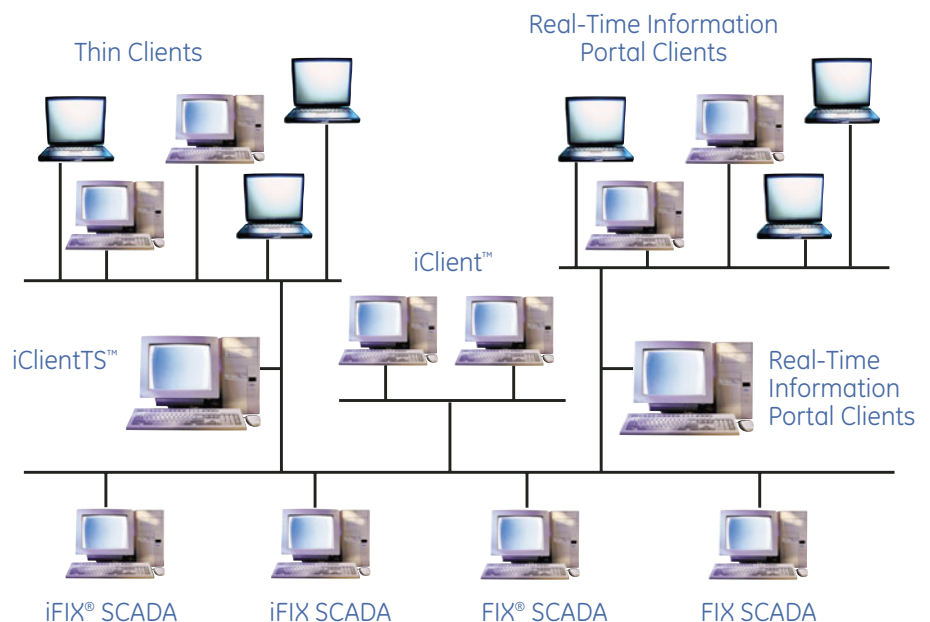 Thin Clients
Real-Time Information
Portal Clients
iClient™
iClientTS™
Real-Time
Information
Portal Clients
iFIX® SCADA
iFIX SCADA
FIX® SCADA
FIX SCADA